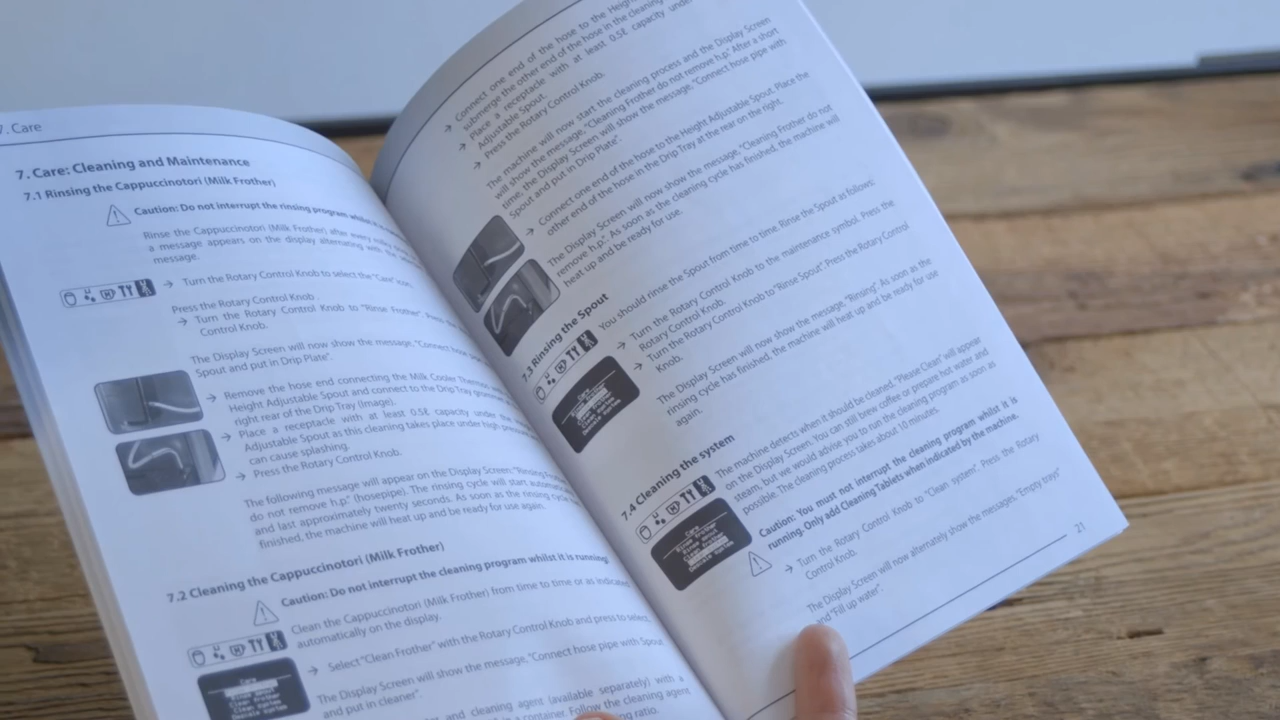 7. Care
7. Care: Cleaning and Maintenance
7.1 Rinsing the Cappuccinotori (Milk Frother)
Caution: Do not interrupt the rinsing program whilst it is
Rinse the Cappuccinotori (Milk Frother) after every
a message appears on the display alternating with the
message.
→ Turn the Rotary Control Knob to select the "Care" icon.
Press the Rotary Control Knob .
→ Turn the Rotary Control Knob to "Rinse Frother".
Control Knob.
The Display Screen will now show the message, "Connect hose
Spout and put in Drip Plate".
→ Remove the hose end connecting the Milk Cooler
Height Adjustable Spout and connect to the Drip Tray
right rear of the Drip Tray (Image).
→ Place a receptacle with at least 0.5ℓ capacity under the
Adjustable Spout as this cleaning takes place under high
can cause splashing.
→ Press the Rotary Control Knob.
The following message will appear on the Display Screen: "Rinsing
do not remove h.p." (hosepipe). The rinsing cycle will start
and last approximately twenty seconds. As soon as the rinsing cycle
finished, the machine will heat up and be ready for use again.
7.2 Cleaning the Cappuccinotori (Milk Frother)
Caution: Do not interrupt the cleaning program whilst it is running.
Clean the Cappuccinotori (Milk Frother) from time to time or as indicated
automatically on the display.
→ Select "Clean Frother" with the Rotary Control Knob and press to select.
Care
Clean Frother
Clean System
The Display Screen will show the message, "Connect hose pipe with Spout
and put in cleaner".
and cleaning agent (available separately) with a
in a container. Follow the cleaning agent
ratio.
→ Connect one end of the hose to the Height
submerge the other end of the hose in the cleaning
→ Place a receptacle with at least 0.5ℓ capacity under
Adjustable Spout.
→ Press the Rotary Control Knob.
The machine will now start the cleaning process and the Display Screen
will show the message, "Cleaning Frother do not remove h.p." After a short
time, the Display Screen will show the message: "Connect hose pipe with
Spout and put in Drip Plate".
→ Connect one end of the hose to the Height Adjustable Spout. Place the
other end of the hose in the Drip Tray at the rear on the right.
The Display Screen will now show the message, "Cleaning Frother do not
remove h.p.". As soon as the cleaning cycle has finished, the machine will
heat up and be ready for use.
7.3 Rinsing the Spout
You should rinse the Spout from time to time. Rinse the Spout as follows:
→ Turn the Rotary Control Knob to the maintenance symbol. Press the
Rotary Control Knob.
→ Turn the Rotary Control Knob to "Rinse Spout". Press the Rotary Control
Knob.
Care
Clean System
The Display Screen will now show the message, "Rinsing". As soon as the
rinsing cycle has finished, the machine will heat up and be ready for use
again.
7.4 Cleaning the system
The machine detects when it should be cleaned. "Please Clean" will appear
on the Display Screen. You can still brew coffee or prepare hot water and
steam, but we would advise you to run the cleaning program as soon as
possible. The cleaning process takes about 10 minutes.
Caution: You must not interrupt the cleaning program whilst it is
running. Only add Cleaning Tablets when indicated by the machine.
→ Turn the Rotary Control Knob to "Clean system". Press the Rotary
Control Knob.
The Display Screen will now alternately show the message: "Empty trays"
and "Fill up water".
21